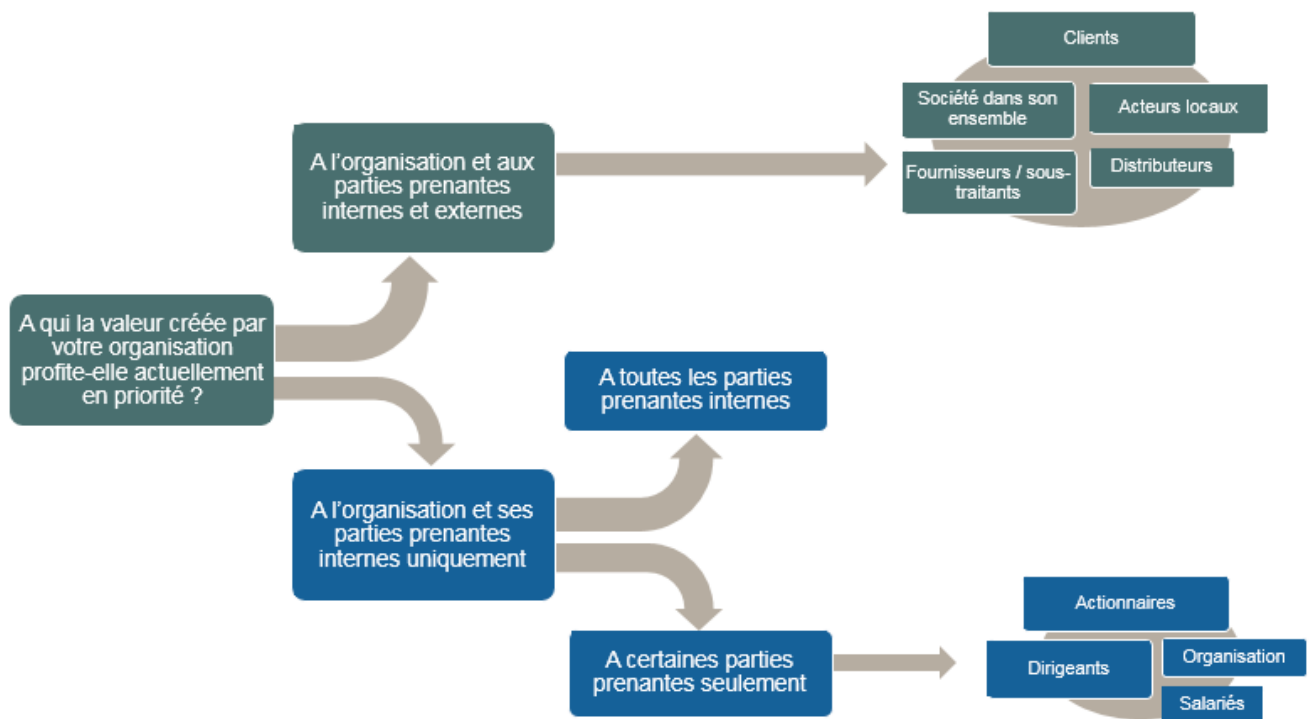 Clients
Société dans son
ensemble
Acteurs locaux
A l'organisation et aux
parties prenantes
internes et externes
Fournisseurs / sous-
traitants
Distributeurs
A qui la valeur créée par
votre organisation
profite-elle actuellement
en priorité ?
A toutes les parties
prenantes internes
A l'organisation et ses
parties prenantes
internes uniquement
Actionnaires
A certaines parties
prenantes seulement
Dirigeants
Organisation
Salariés